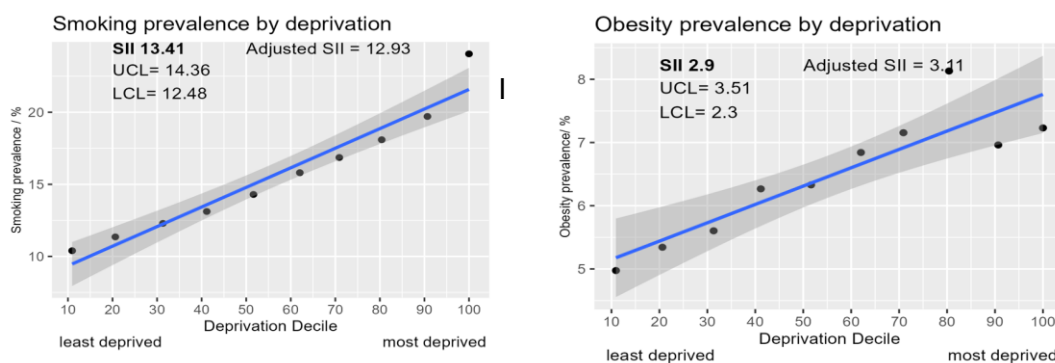 Smoking prevalence by deprivation
SII 13.41 Adjusted SII = 12.93
UCL= 14.36
LCL= 12.48
Smoking prevalence / %
20
15
10
10 20 30 40 50 60 70 80 90 100
Deprivation Decile
least deprived most deprived
l
Obesity prevalence by deprivation
SII 2.9 Adjusted SII = 3.11
UCL= 3.51
LCL= 2.3
Obesity prevalence/ %
8
7
6
5
10 20 30 40 50 60 70 80 90 100
Deprivation Decile
least deprived most deprived